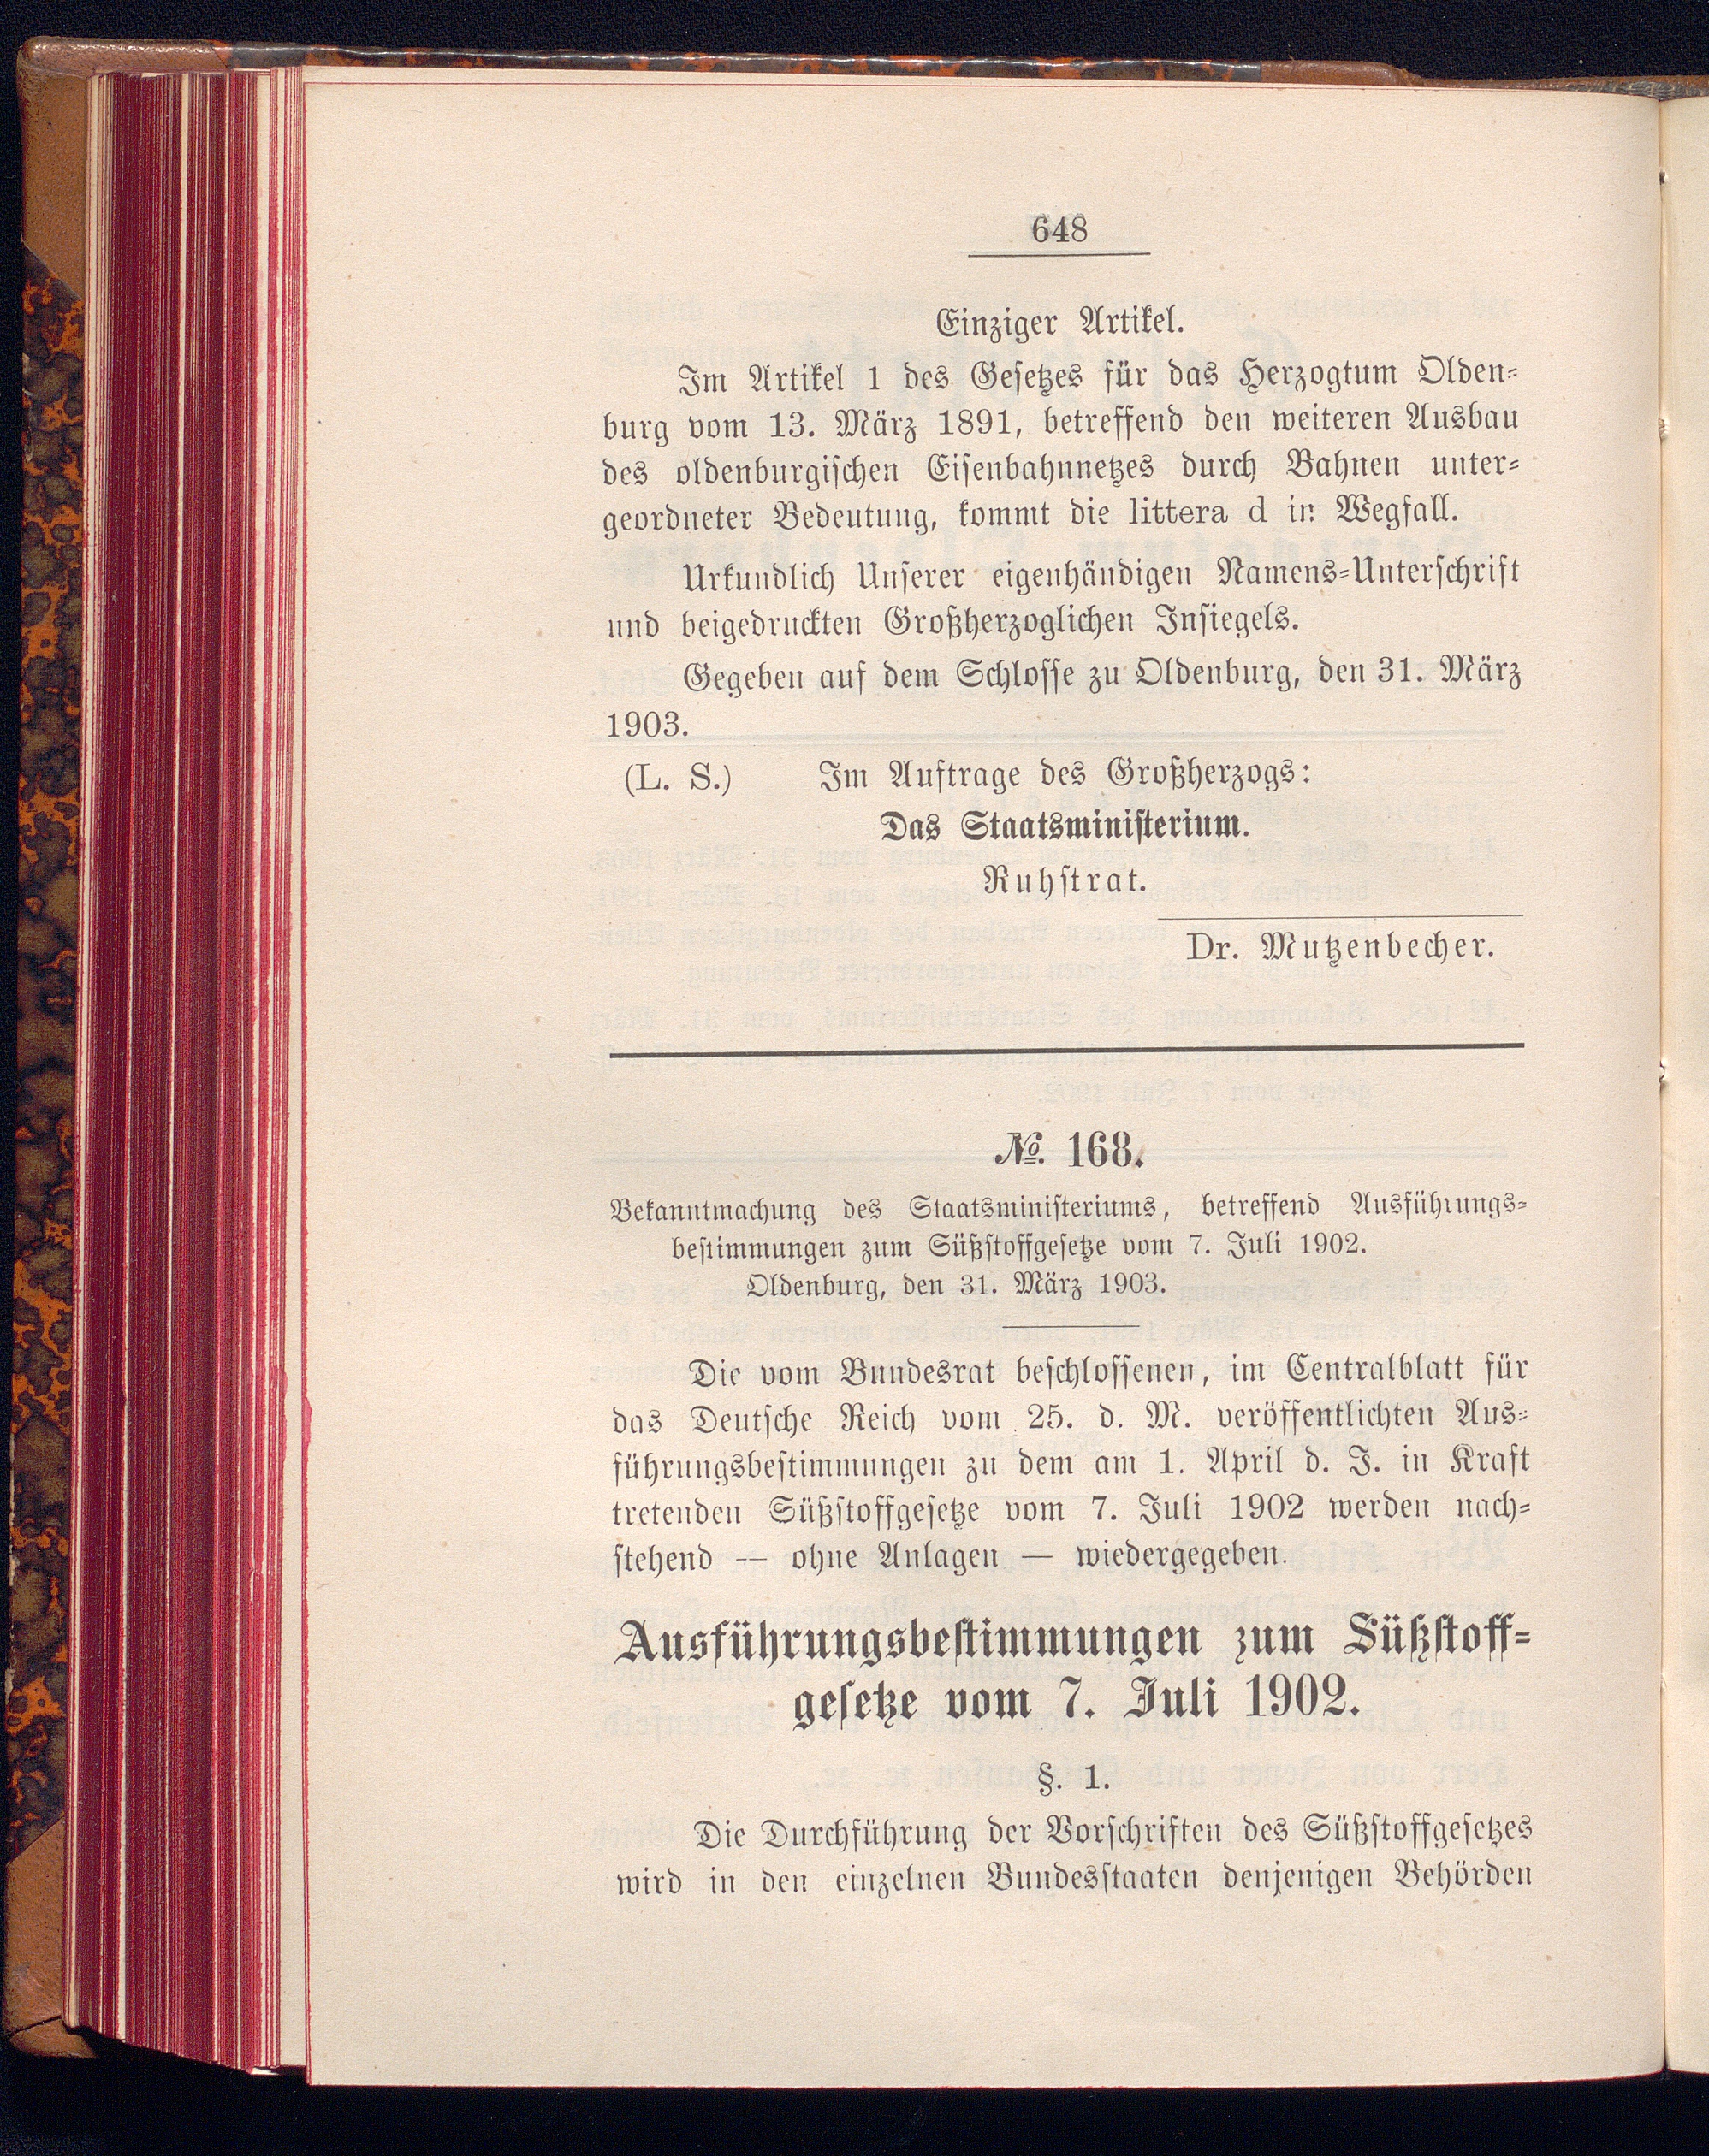 648
Einziger Artikel.
Im Artikel 1 des Gesetzes für das Herzogtum Olden-
burg vom 13. März 1891, betreffend den weiteren Ausbau
des oldenburgischen Eisenbahnnetzes durch Bahnen unter-
geordneter Bedeutung, kommt die littera d in Wegfall.
Urkundlich Unserer eigenhändigen Namens-Unterschrift
und beigedruckten Großherzoglichen Insiegels.
Gegeben auf dem Schlosse zu Oldenburg, den 31. März
1903.
(L. S.) Im Auftrage des Großherzogs:
Das Staatsministerium.
Ruhstrat.
Dr. Mutzenbecher.
№. 168.
Bekanntmachung des Staatsministeriums, betreffend Ausführungs-
bestimmungen zum Süßstoffgesetze vom 7. Juli 1902.
Oldenburg, den 31. März 1903.
Die vom Bundesrat beschlossenen, im Centralblatt für
das Deutsche Reich vom 25. d. M. veröffentlichten Aus-
führungsbestimmungen zu dem am 1. April d. J. in Kraft
tretenden Süßstoffgesetze vom 7. Juli 1902 werden nach-
stehend — ohne Anlagen — wiedergegeben.
Ausführungsbestimmungen zum Süßstoff-
gesetze vom 7. Juli 1902.
§. 1.
Die Durchführung der Vorschriften des Süßstoffgesetzes
wird in den einzelnen Bundesstaaten denjenigen Behörden